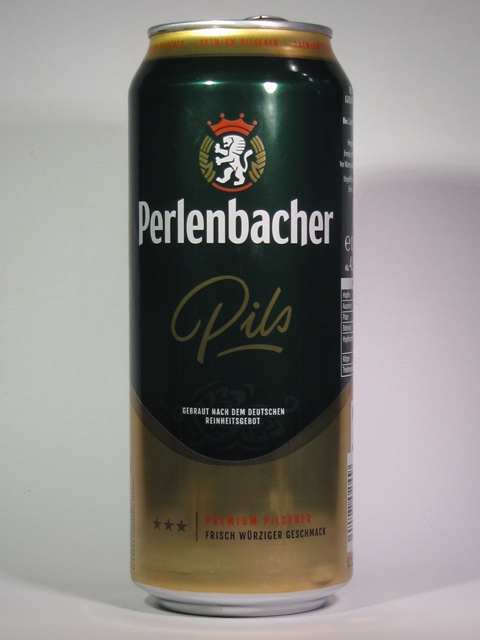 PREMIUM PILSENER
Perlenbacher
Pils
GEBRAUT NACH DEM DEUTSCHEN
REINHEITSGEBOT
PREMIUM PILSENER
FRISCH WÜRZIGER GESCHMACK